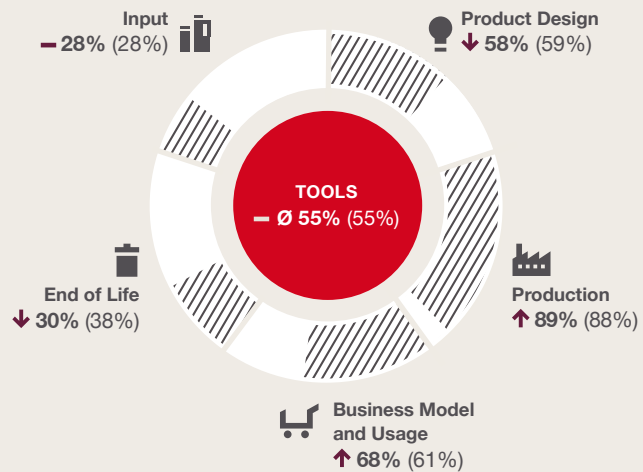 Input
– 28% (28%)
Product Design
↓ 58% (59%)
TOOLS
– Ø 55% (55%)
End of Life
↓ 30% (38%)
Production
↑ 89% (88%)
Business Model
and Usage
↑ 68% (61%)